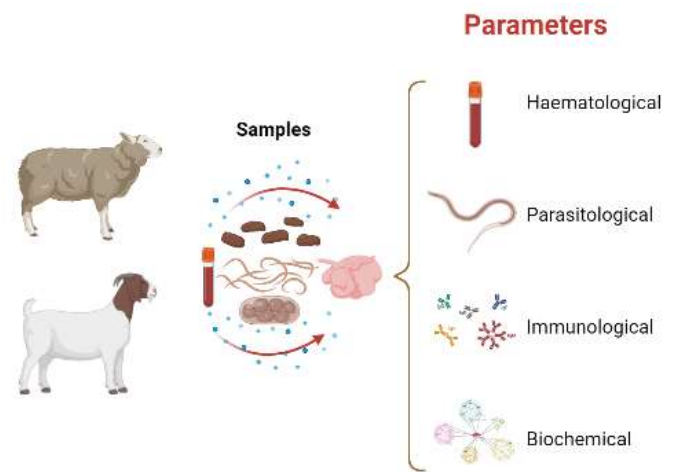 Parameters
Samples
Haematological
Parasitological
Immunological
Biochemical